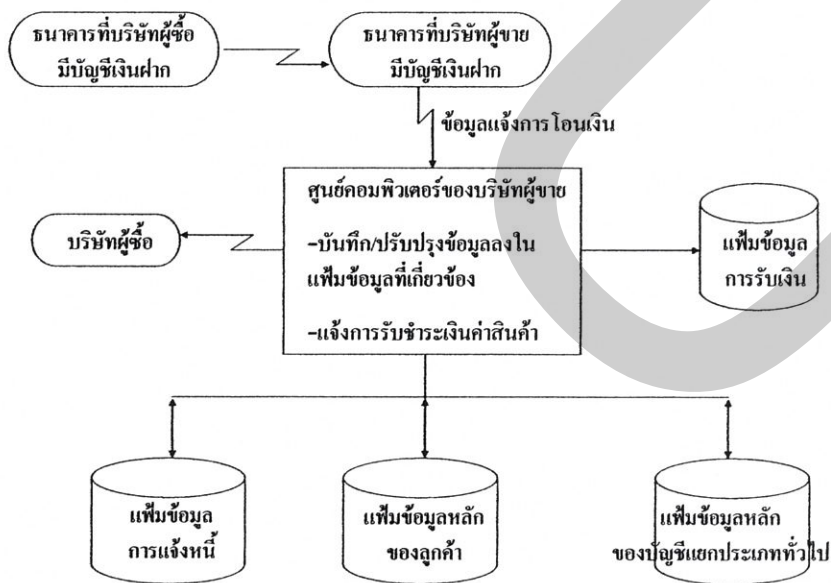 ธนาคารที่บริษัทผู้ซื้อ
มีบัญชีเงินฝาก
ธนาคารที่บริษัทผู้ขาย
มีบัญชีเงินฝาก
ข้อมูลแจ้งการโอนเงิน
ศูนย์คอมพิวเตอร์ของบริษัทผู้ขาย
-บันทึก/ปรับปรุงข้อมูลลงใน
แฟ้มข้อมูลที่เกี่ยวข้อง
-แจ้งการรับชำระเงินค่าสินค้า
บริษัทผู้ซื้อ
แฟ้มข้อมูล
การรับเงิน
แฟ้มข้อมูล
การแจ้งหนี้
แฟ้มข้อมูลหลัก
ของลูกค้า
แฟ้มข้อมูลหลัก
ของบัญชีแยกประเภททั่วไป